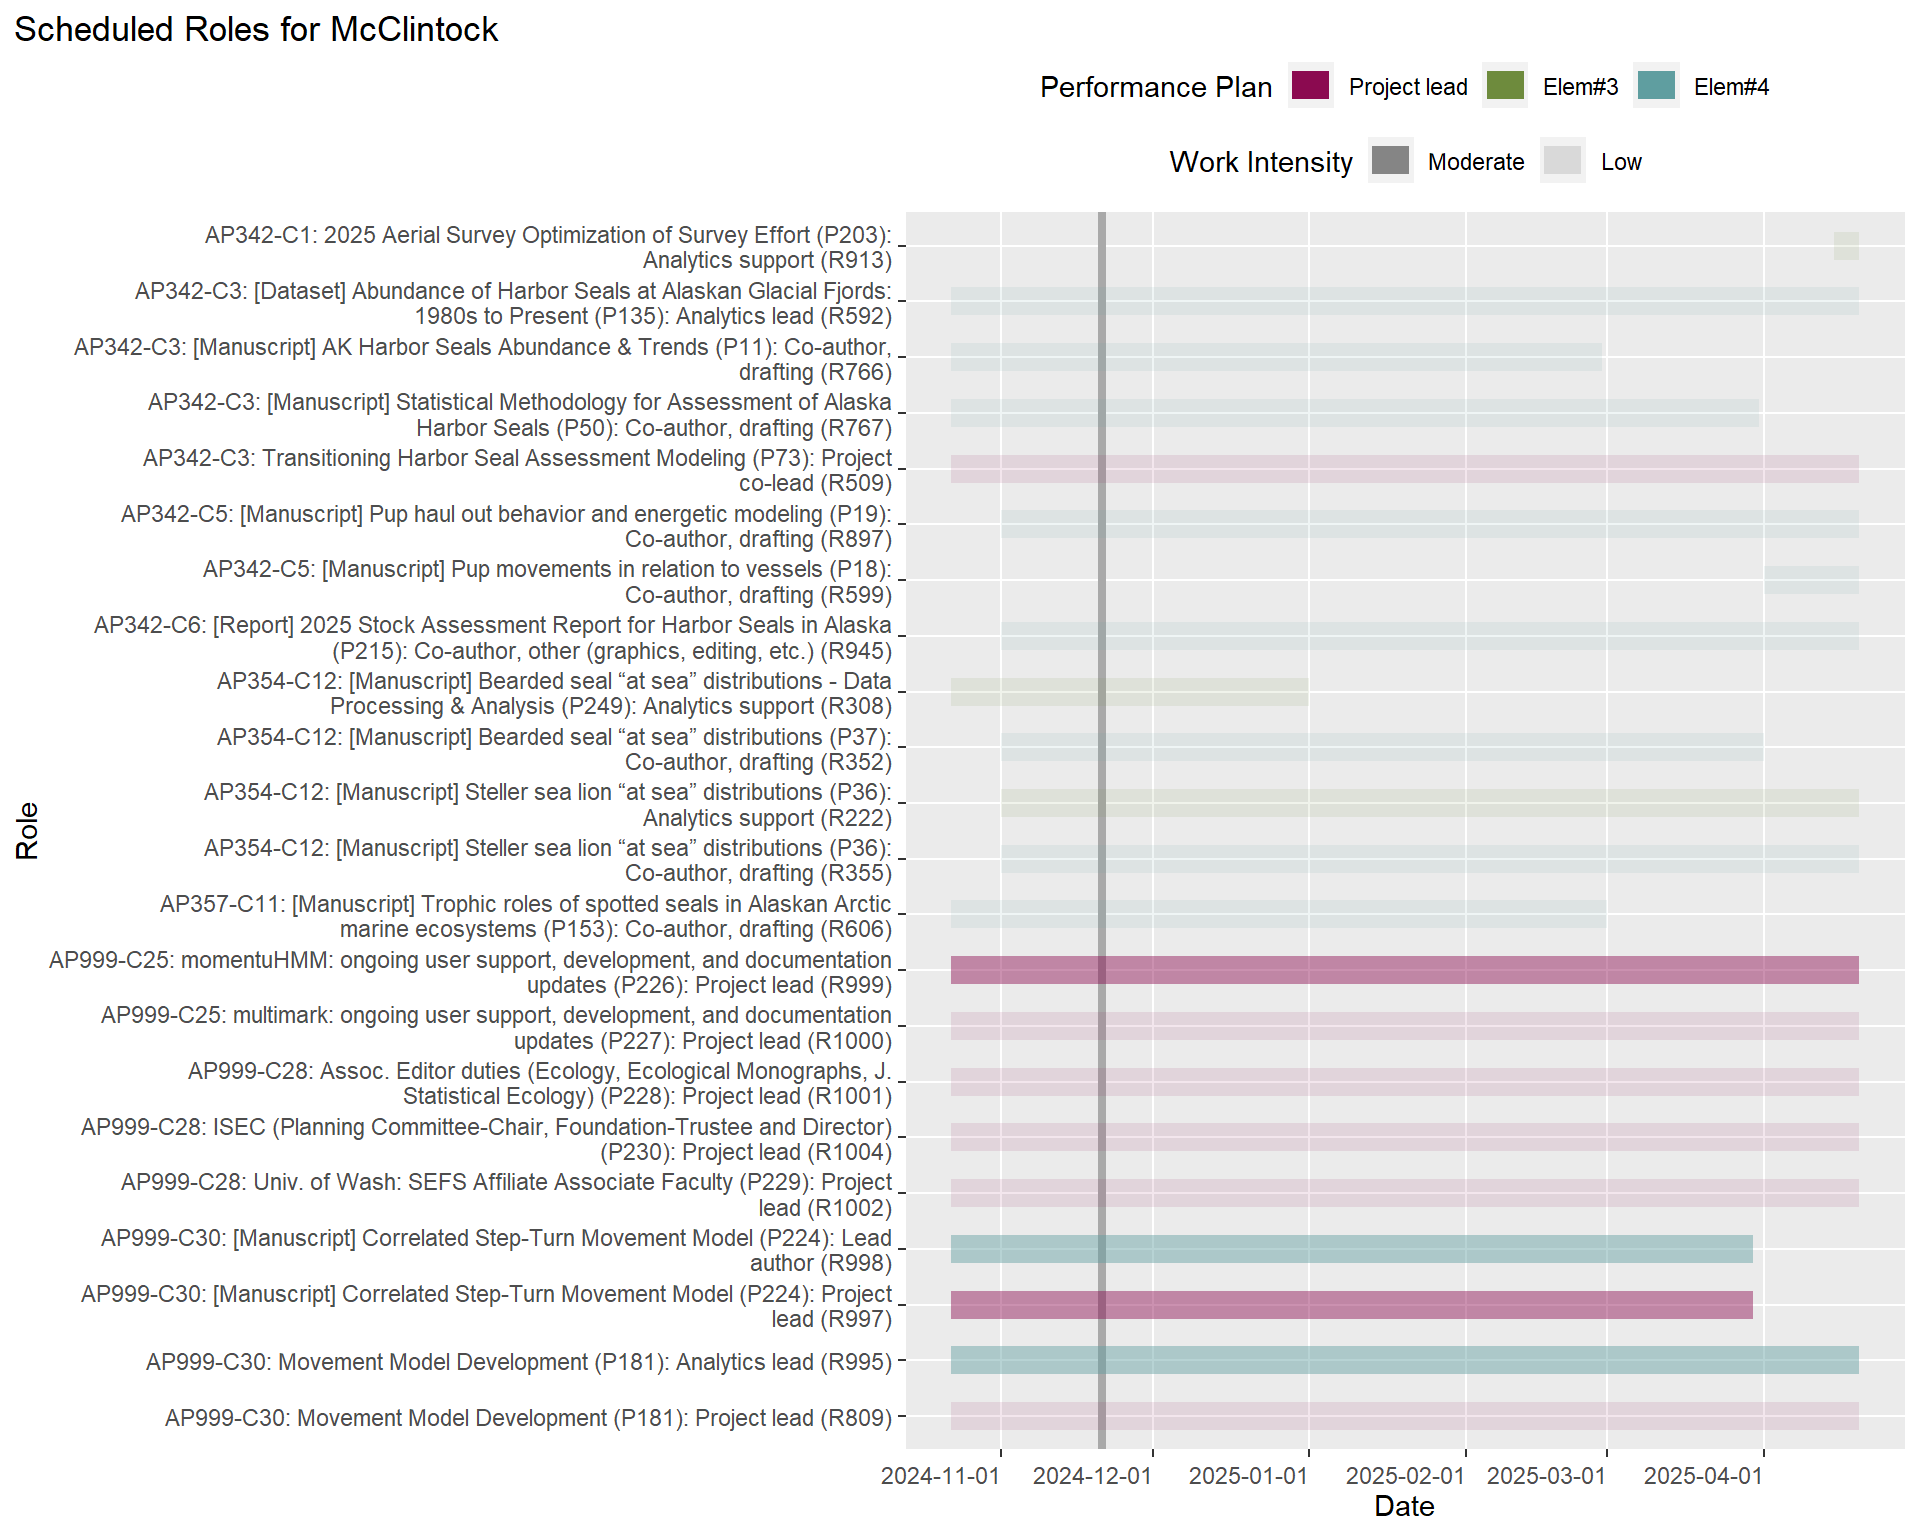 Scheduled Roles for McClintock
Performance Plan Project lead Elem#3 Elem#4
Work Intensity Moderate Low
AP342-C1: 2025 Aerial Survey Optimization of Survey Effort (P203):
Analytics support (R913)
AP342-C3: [Dataset] Abundance of Harbor Seals at Alaskan Glacial Fjords:
1980s to Present (P135): Analytics lead (R592)
AP342-C3: [Manuscript] AK Harbor Seals Abundance & Trends (P11): Co-author,
drafting (R766)
AP342-C3: [Manuscript] Statistical Methodology for Assessment of Alaska
Harbor Seals (P50): Co-author, drafting (R767)
AP342-C3: Transitioning Harbor Seal Assessment Modeling (P73): Project
co-lead (R509)
AP342-C5: [Manuscript] Pup haul out behavior and energetic modeling (P19):
Co-author, drafting (R897)
AP342-C5: [Manuscript] Pup movements in relation to vessels (P18):
Co-author, drafting (R599)
AP342-C6: [Report] 2025 Stock Assessment Report for Harbor Seals in Alaska
(P215): Co-author, other (graphics, editing, etc.) (R945)
AP354-C12: [Manuscript] Bearded seal “at sea” distributions - Data
Processing & Analysis (P249): Analytics support (R308)
AP354-C12: [Manuscript] Bearded seal “at sea” distributions (P37):
Co-author, drafting (R352)
AP354-C12: [Manuscript] Steller sea lion “at sea” distributions (P36):
Analytics support (R222)
AP354-C12: [Manuscript] Steller sea lion “at sea” distributions (P36):
Co-author, drafting (R355)
AP357-C11: [Manuscript] Trophic roles of spotted seals in Alaskan Arctic
marine ecosystems (P153): Co-author, drafting (R606)
AP999-C25: momentuHMM: ongoing user support, development, and documentation
updates (P226): Project lead (R999)
AP999-C25: multimark: ongoing user support, development, and documentation
updates (P227): Project lead (R1000)
AP999-C28: Assoc. Editor duties (Ecology, Ecological Monographs, J.
Statistical Ecology) (P228): Project lead (R1001)
AP999-C28: ISEC (Planning Committee-Chair, Foundation-Trustee and Director)
(P230): Project lead (R1004)
AP999-C28: Univ. of Wash: SEFS Affiliate Associate Faculty (P229): Project
lead (R1002)
AP999-C30: [Manuscript] Correlated Step-Turn Movement Model (P224): Lead
author (R998)
AP999-C30: [Manuscript] Correlated Step-Turn Movement Model (P224): Project
lead (R997)
AP999-C30: Movement Model Development (P181): Analytics lead (R995)
AP999-C30: Movement Model Development (P181): Project lead (R809)
Role
2024-11-01 2024-12-01 2025-01-01 2025-02-01 2025-03-01 2025-04-01
Date